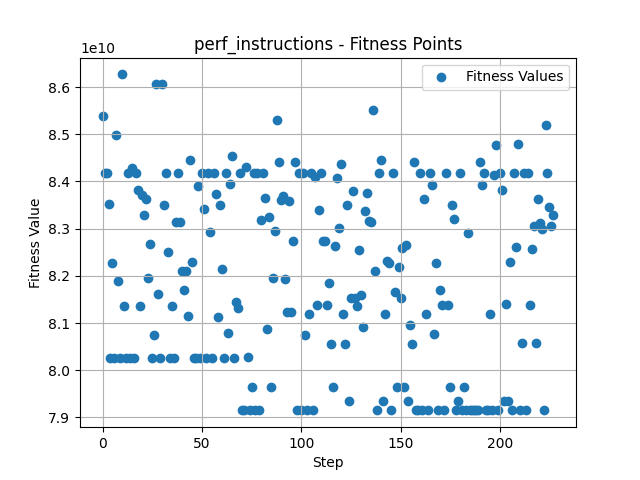 perf_instructions - Fitness Points
1e10
Fitness Values
8.6
8.5
8.4
8.3
8.2
8.1
8.0
7.9
Fitness Value
0
50
100
150
200
Step